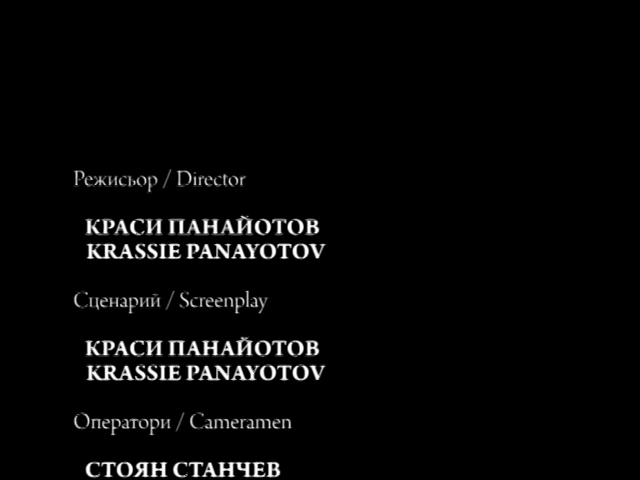 Режисьор / Director
КРАСИ ПАНАЙОТОВ
KRASSIE PANAYOTOV
Сценарий / Screenplay
КРАСИ ПАНАЙОТОВ
KRASSIE PANAYOTOV
Оператори / Cameramen
СТОЯН СТАНЧЕВ